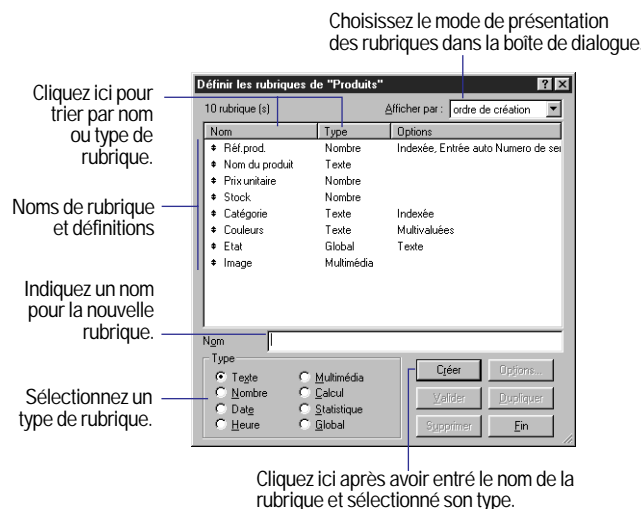 Choisissez le mode de présentation
des rubriques dans la boîte de dialogue.
Cliquez ici pour
trier par nom
ou type de
rubrique.
Noms de rubrique
et définitions
Indiquez un nom
pour la nouvelle
rubrique.
Sélectionnez un
type de rubrique.
Définir les rubriques de "Produits"
10 rubrique (s)
Afficher par : ordre de création
Nom Type Options
Réf.prod. Nombre Indexée, Entrée auto Numero de sei
Nom du produit Texte
Prix unitaire Nombre
Stock Nombre
Catégorie Texte Indexée
Couleurs Texte Multivaluées
Etat Global Texte
Image Multimédia
Nom
Type
Texte Multimédia
Nombre Calcul
Date Statistique
Heure Global
Créer Options...
Valider Dupliquer
Supprimer Fin
Cliquez ici après avoir entré le nom de la
rubrique et sélectionné son type.